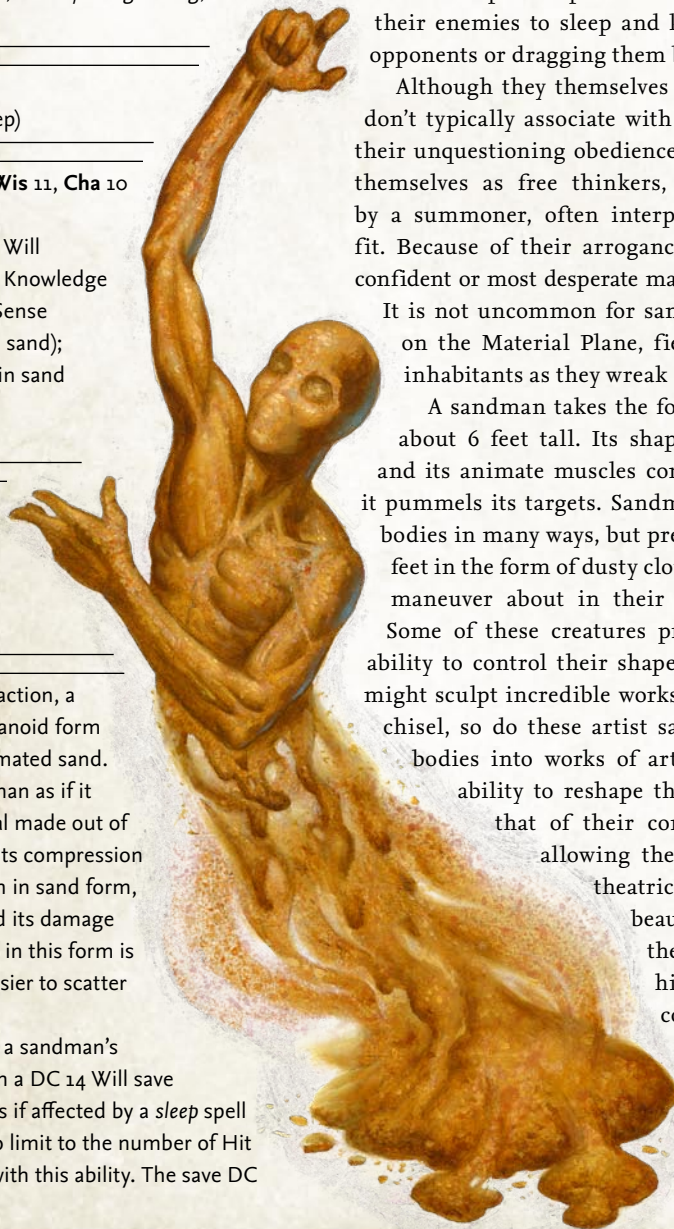 ep)
Wis 11, Cha 10
Will
Knowledge
Sense
sand);
in sand
action, a
anoid form
mated sand.
man as if it
al made out of
its compression
n in sand form,
d its damage
in this form is
sier to scatter
a sandman's
n a DC 14 Will save
s if affected by a sleep spell
o limit to the number of Hit
with this ability. The save DC
their enemies to sleep and l
opponents or dragging them b
Although they themselves
don't typically associate with
their unquestioning obedience
themselves as free thinkers,
by a summoner, often interp
fit. Because of their arroganc
confident or most desperate ma
It is not uncommon for san
on the Material Plane, fie
inhabitants as they wreak
A sandman takes the fo
about 6 feet tall. Its shap
and its animate muscles con
it pummels its targets. Sandm
bodies in many ways, but pre
feet in the form of dusty clou
maneuver about in their
Some of these creatures pr
ability to control their shape
might sculpt incredible works
chisel, so do these artist sa
bodies into works of art
ability to reshape th
that of their con
allowing the
theatric
beau
the
hi
co